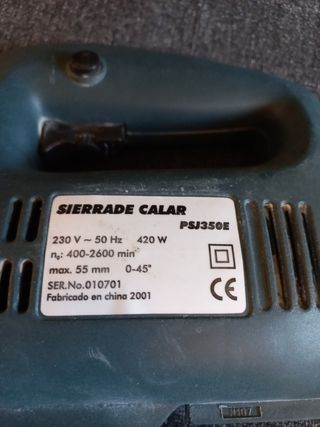 SIERRADE CALAR
PSJ350E
230 V ~ 50 Hz 420 W
n₀: 400-2600 min⁻
max. 55 mm 0-45°
SER.No.010701
Fabricado en china 2001
CE